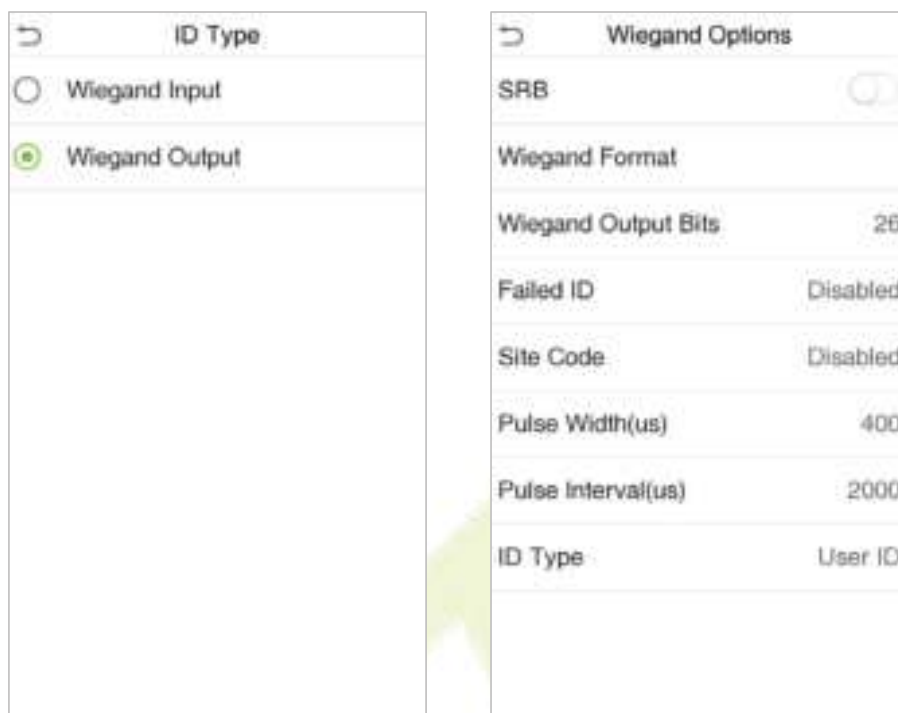 ID Type
Wiegand Input
Wiegand Output
Wiegand Options
SRB
Wiegand Format
Wiegand Output Bits 26
Failed ID Disabled
Site Code Disabled
Pulse Width(us) 400
Pulse Interval(us) 2000
ID Type User ID